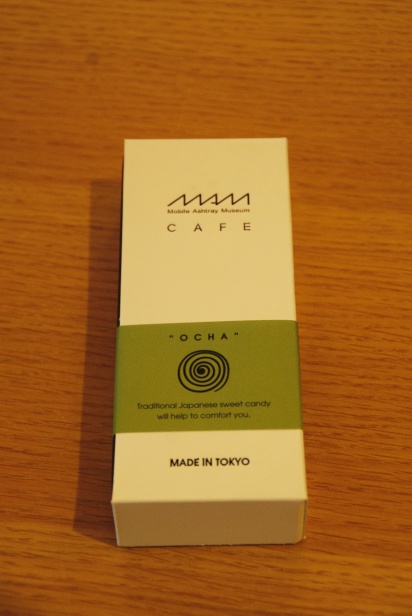 MAM
Mobile Ashtray Museum
CAFE
"OCHA"
Traditional Japanese sweet candy
will help to comfort you.
MADE IN TOKYO